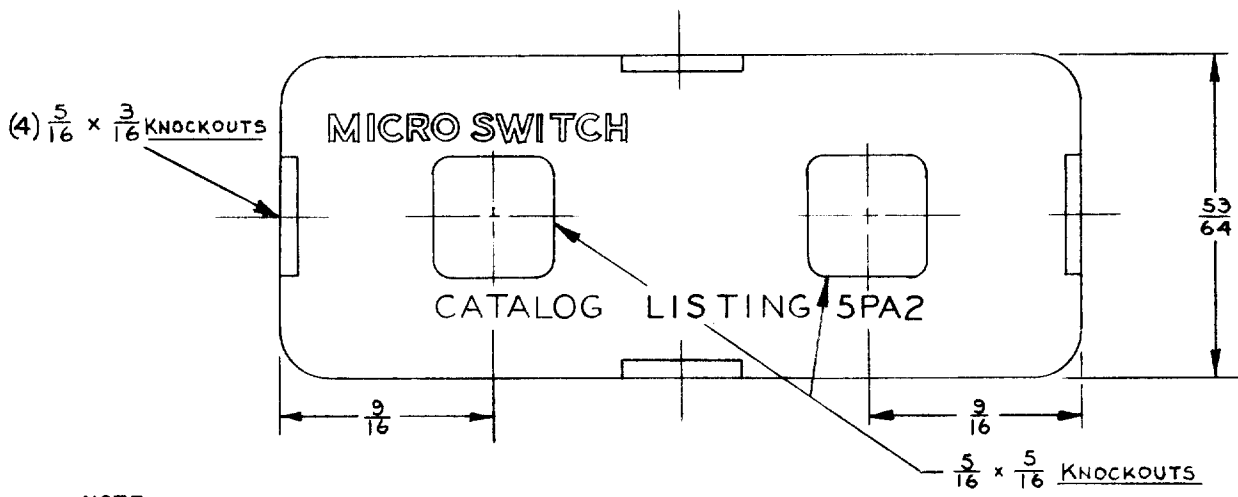 (4) 5/16 × 3/16 KNOCKOUTS
MICRO SWITCH
53/64
CATALOG LISTING 5PA2
9/16
9/16
5/16 × 5/16 KNOCKOUTS
NOTE